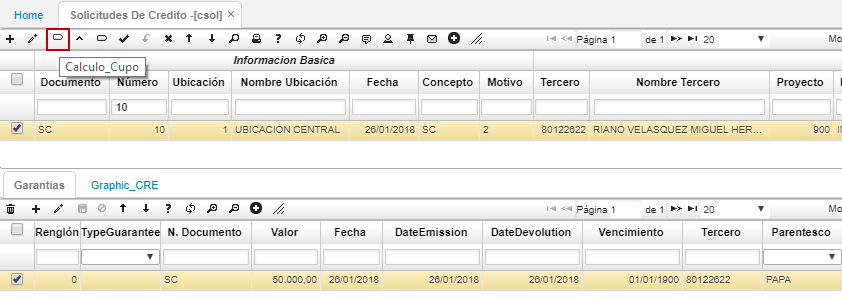 Home Solicitudes De Credito -[csol] ×
Página 1 de 1 20 Mo
Calculo_Cupo
Informacion Basica
Documento Número Ubicación Nombre Ubicación Fecha Concepto Motivo Tercero Nombre Tercero Proyecto
10
SC 10 1 UBICACION CENTRAL 26/01/2018 SC 2 80122622 RIANO VELASQUEZ MIGUEL HER... 900
Garantias Graphic_CRE
Página 1 de 1 20 Mo
Renglón TypeGuarantee N. Documento Valor Fecha DateEmission DateDevolution Vencimiento Tercero Parentesco
0 SC 50.000,00 26/01/2018 26/01/2018 26/01/2018 01/01/1900 80122622 PAPA